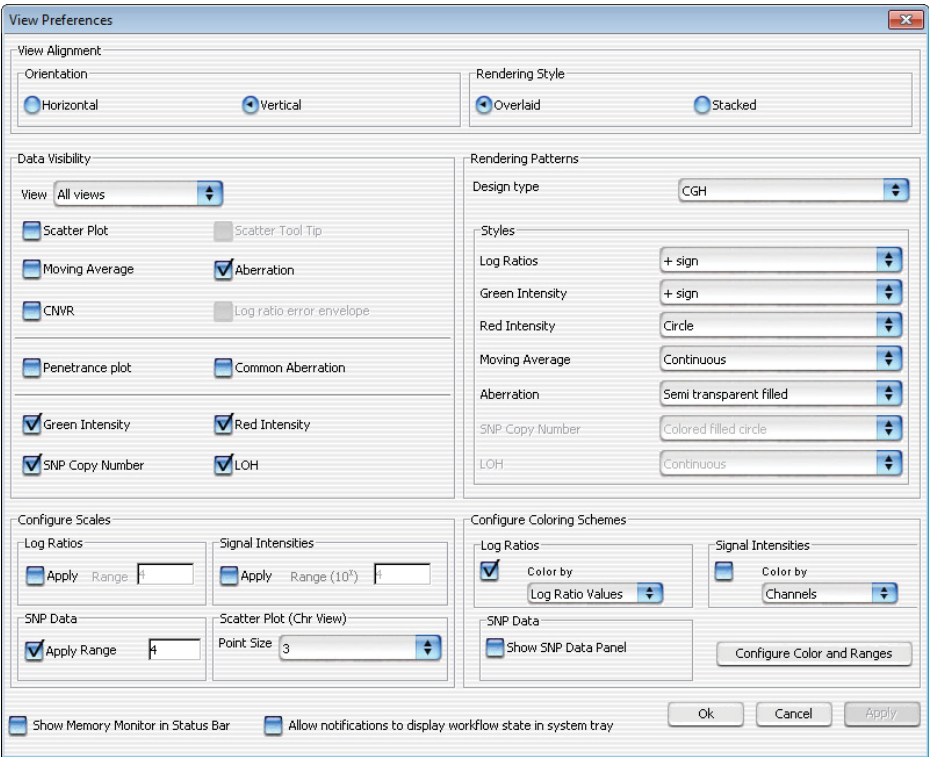 View Preferences
View Alignment
Orientation
Horizontal
Vertical
Rendering Style
Overlaid
Stacked
Data Visibility
View All views
Scatter Plot
Scatter Tool Tip
Moving Average
Aberration
CNVR
Log ratio error envelope
Penetrance plot
Common Aberration
Green Intensity
Red Intensity
SNP Copy Number
LOH
Rendering Patterns
Design type CGH
Styles
Log Ratios + sign
Green Intensity + sign
Red Intensity Circle
Moving Average Continuous
Aberration Semi transparent filled
SNP Copy Number Colored filled circle
LOH Continuous
Configure Scales
Log Ratios
Apply Range 4
Signal Intensities
Apply Range (10^x) 4
SNP Data
Apply Range 4
Scatter Plot (Chr View)
Point Size 3
Configure Coloring Schemes
Log Ratios
Color by
Log Ratio Values
Signal Intensities
Color by
Channels
SNP Data
Show SNP Data Panel
Configure Color and Ranges
Show Memory Monitor in Status Bar
Allow notifications to display workflow state in system tray
Ok
Cancel
Apply